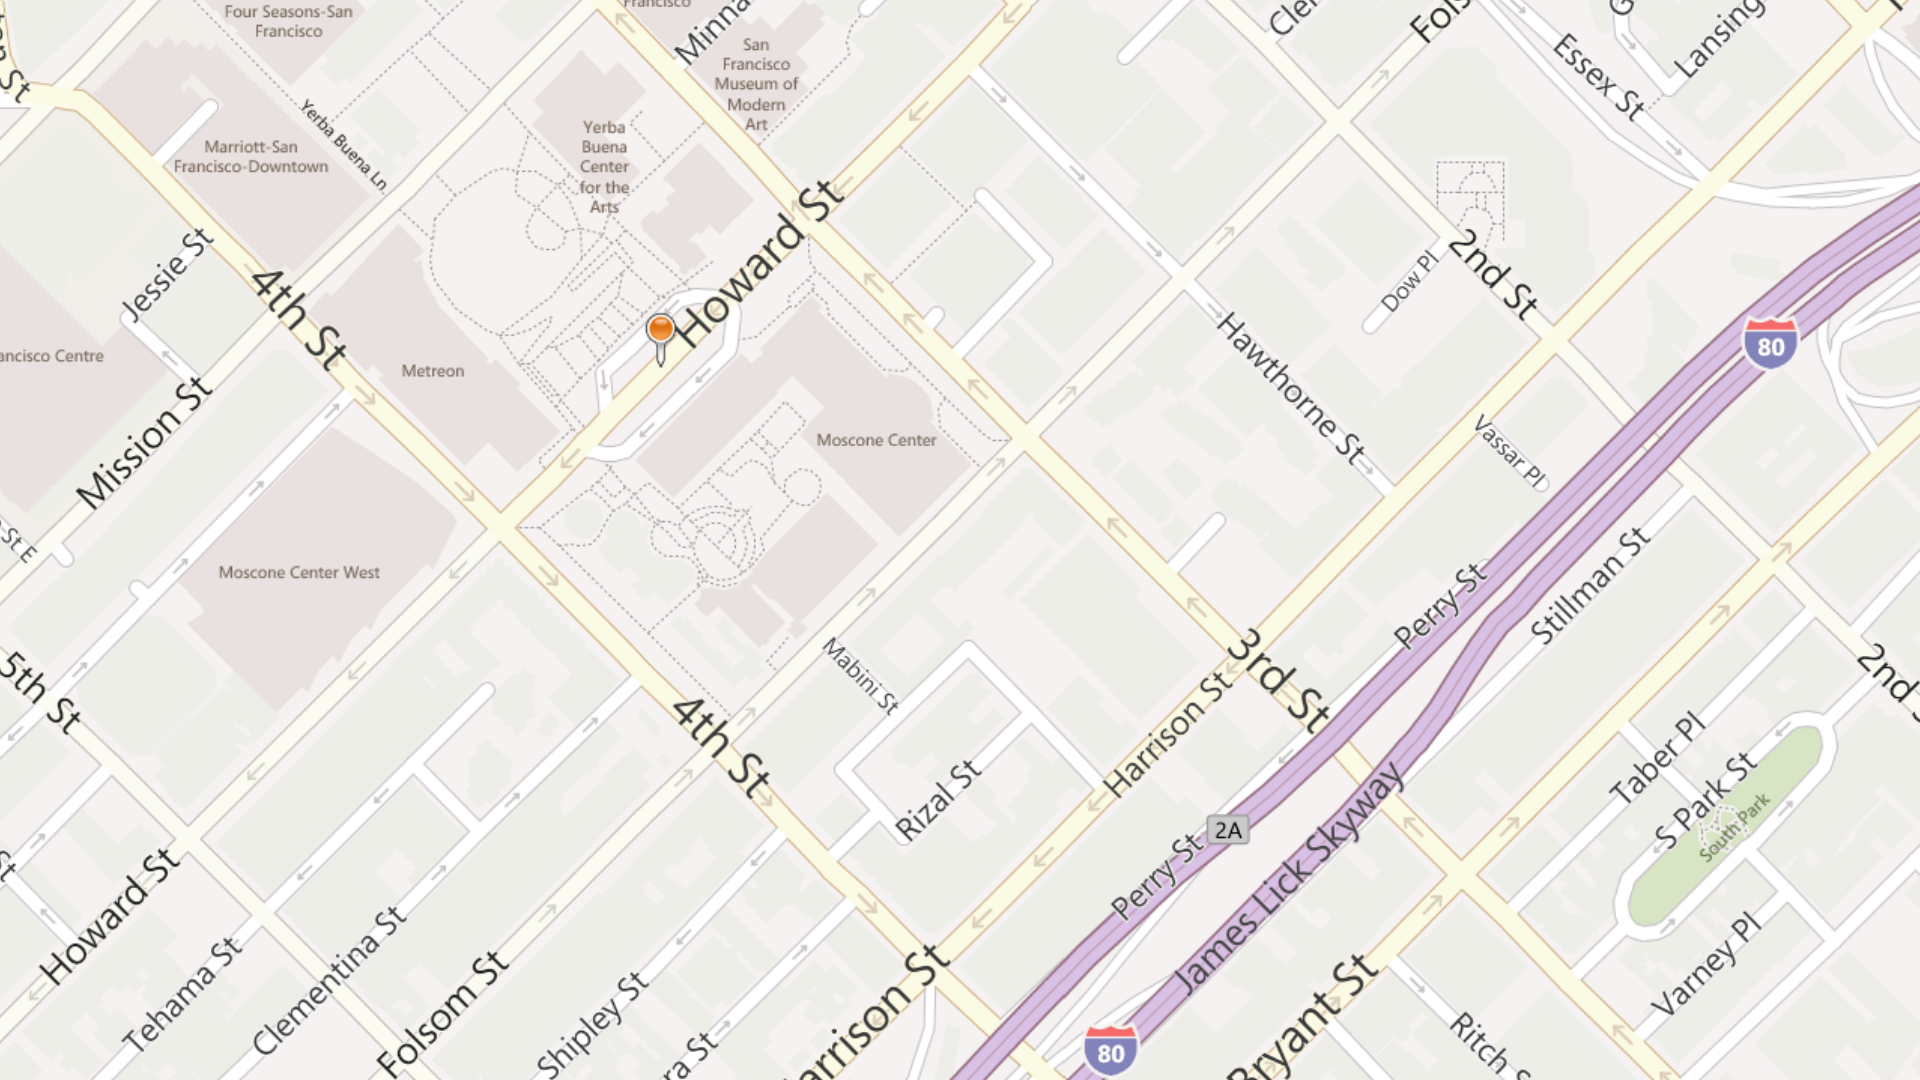 Four Seasons-San
Francisco
Francisco
Minna
San
Francisco
Museum of
Modern
Art
Essex St
Lansing
Yerba Buena Ln
Marriott-San
Francisco-Downtown
Yerba
Buena
Center
for the
Arts
Howard St
Jessie St
4th St
2nd St
Dow Pl
80
Metreon
Hawthorne St
Mission St
Moscone Center
Vassar Pl
Moscone Center West
Perry St
Stillman St
5th St
Mabini St
3rd St
2nd
4th St
Harrison St
Rizal St
Taber Pl
S Park St
South Park
2A
Perry St
James Lick Skyway
Howard St
Tehama St
Clementina St
Folsom St
Shipley St
Harrison St
Varney Pl
Bryant St
Ritch S
80